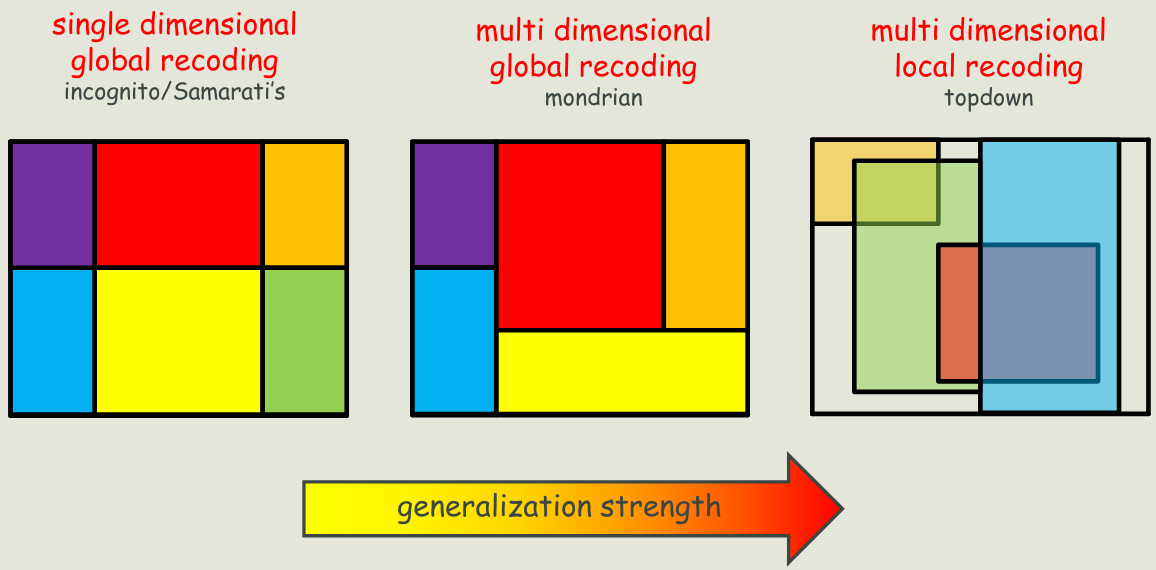 single dimensional
global recoding
incognito/Samarati's
multi dimensional
global recoding
mondrian
multi dimensional
local recoding
topdown
generalization strength